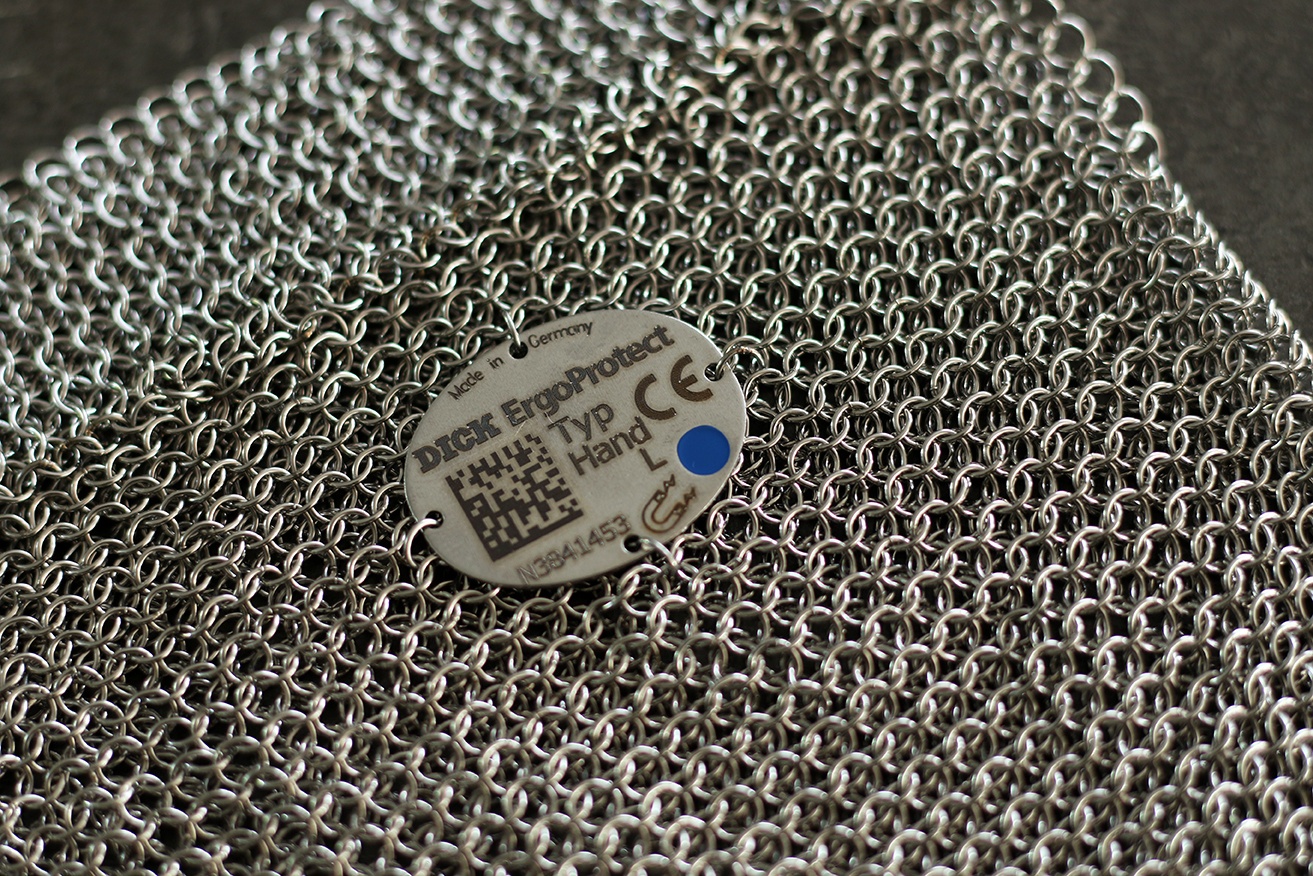 Made in Germany
DICK ErgoProtect
Typ
Hand
CE
L
N3841453